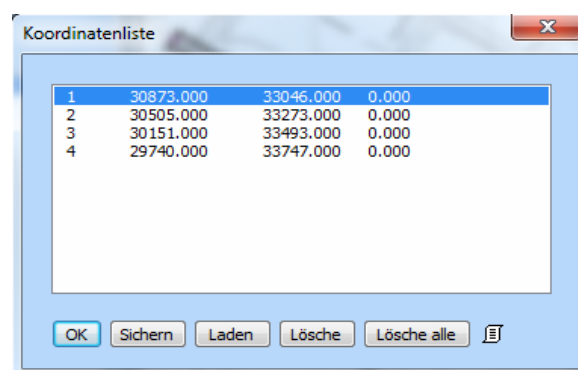 Koordinatenliste
1 30873.000 33046.000 0.000
2 30505.000 33273.000 0.000
3 30151.000 33493.000 0.000
4 29740.000 33747.000 0.000
OK Sichern Laden Lösche Lösche alle